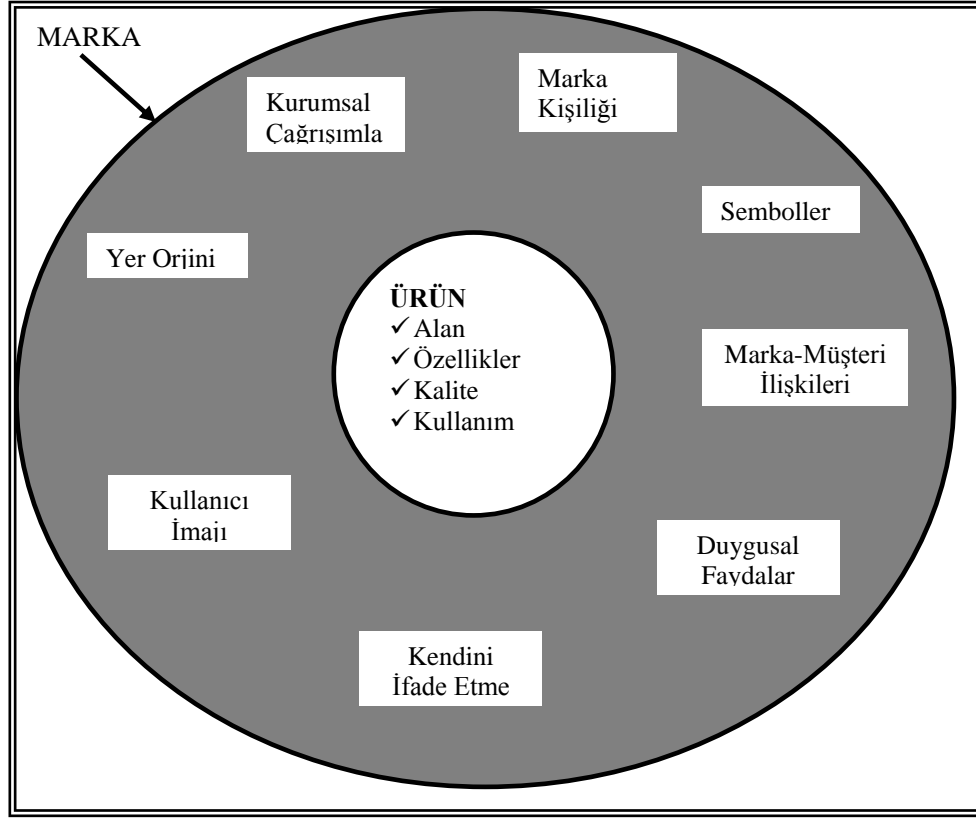 MARKA
Kurumsal
Çağrışımla
Marka
Kişiliği
Semboller
Yer Orjini
ÜRÜN
✓ Alan
✓ Özellikler
✓ Kalite
✓ Kullanım
Marka-Müşteri
İlişkileri
Kullanıcı
İmajı
Duygusal
Faydalar
Kendini
İfade Etme